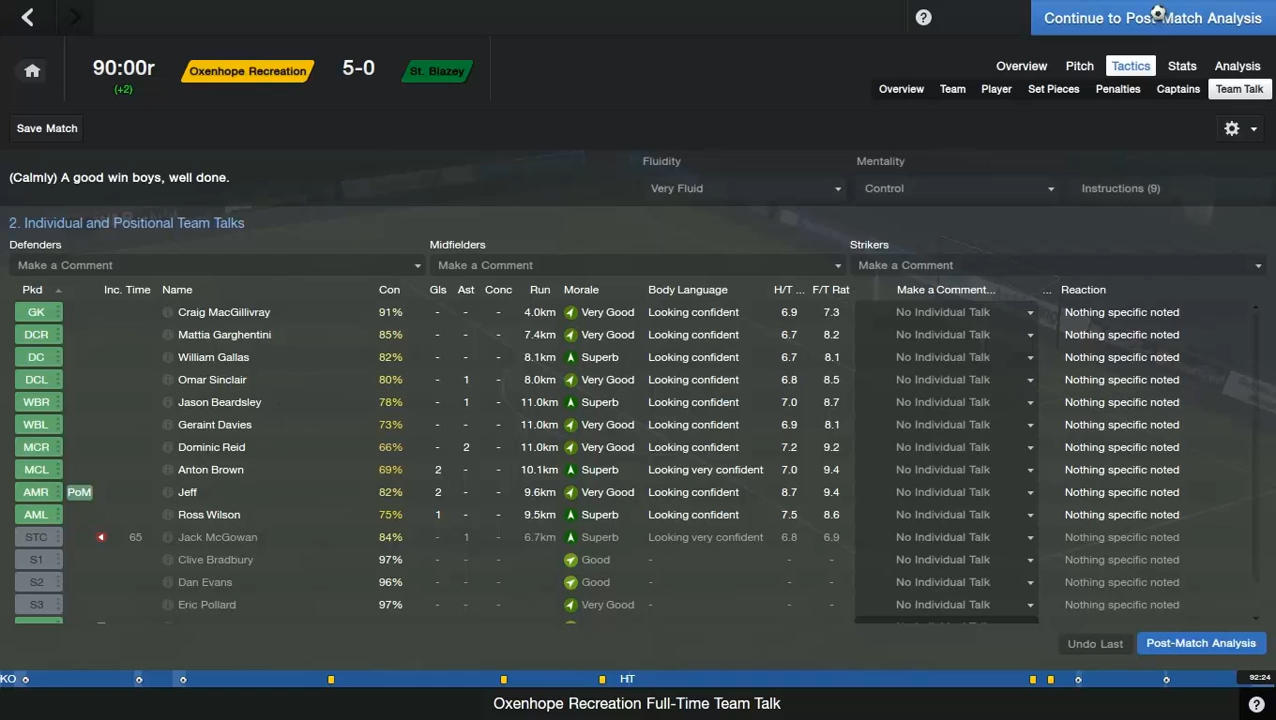 Continue to Post-Match Analysis
90:00r
(+2)
Oxenhope Recreation
5-0
St. Blazey
Overview Pitch Tactics Stats Analysis
Overview Team Player Set Pieces Penalties Captains Team Talk
Save Match
(Calmly) A good win boys, well done.
Fluidity Mentality
Very Fluid Control Instructions (9)
2. Individual and Positional Team Talks
Defenders Midfielders Strikers
Make a Comment Make a Comment Make a Comment
Pkd Inc. Time Name Con Gls Ast Conc Run Morale Body Language H/T ... F/T Rat Make a Comment... ... Reaction
GK Craig MacGillivray 91% - - - 4.0km Very Good Looking confident 6.9 7.3 No Individual Talk Nothing specific noted
DCR Mattia Garghentini 85% - - - 7.4km Very Good Looking confident 6.7 8.2 No Individual Talk Nothing specific noted
DC William Gallas 82% - - - 8.1km Superb Looking confident 6.7 8.1 No Individual Talk Nothing specific noted
DCL Omar Sinclair 80% - 1 - 8.0km Very Good Looking confident 6.8 8.5 No Individual Talk Nothing specific noted
WBR Jason Beardsley 78% - 1 - 11.0km Superb Looking confident 7.0 8.7 No Individual Talk Nothing specific noted
WBL Geraint Davies 73% - - - 11.0km Very Good Looking confident 6.9 8.1 No Individual Talk Nothing specific noted
MCR Dominic Reid 66% - 2 - 11.0km Very Good Looking confident 7.2 9.2 No Individual Talk Nothing specific noted
MCL Anton Brown 69% 2 - - 10.1km Superb Looking very confident 7.0 9.4 No Individual Talk Nothing specific noted
AMR PoM Jeff 82% 2 - - 9.6km Very Good Looking confident 8.7 9.4 No Individual Talk Nothing specific noted
AML Ross Wilson 75% 1 - - 9.5km Superb Looking confident 7.5 8.6 No Individual Talk Nothing specific noted
STC 65 Jack McGowan 84% - 1 - 6.7km Superb Looking very confident 6.8 6.9 No Individual Talk Nothing specific noted
S1 Clive Bradbury 97% - - - - Good - - - No Individual Talk Nothing specific noted
S2 Dan Evans 96% - - - - Good - - - No Individual Talk Nothing specific noted
S3 Eric Pollard 97% - - - - Very Good - - - No Individual Talk Nothing specific noted
Undo Last Post-Match Analysis
KO HT 92:24
Oxenhope Recreation Full-Time Team Talk